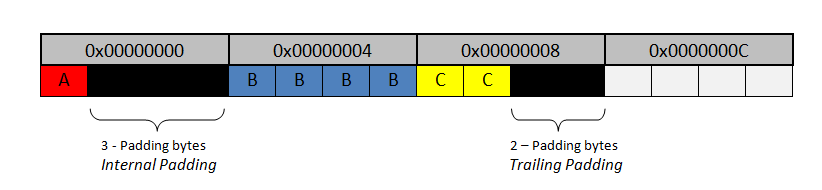 0x00000000 0x00000004 0x00000008 0x0000000C
A B B B B C C
3 - Padding bytes 2 – Padding bytes
Internal Padding Trailing Padding